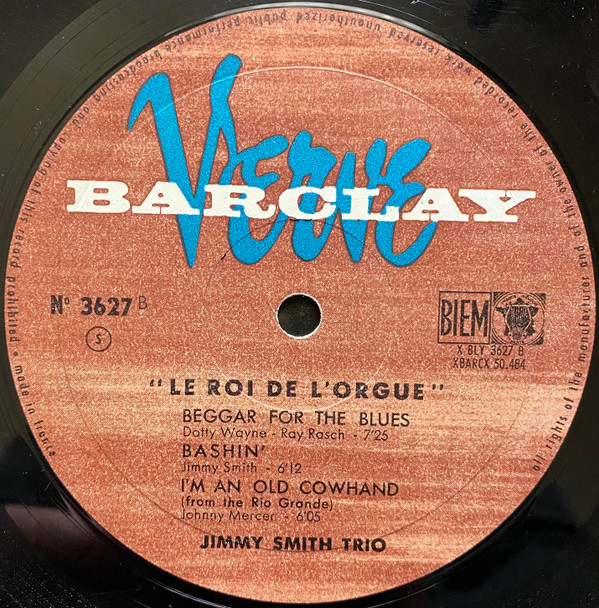 VERVE
BARCLAY
Nº 3627 B
S
BIEM
X BLY 3627 B
XBARCX 50.484
"LE ROI DE L'ORGUE"
BEGGAR FOR THE BLUES
Dotty Wayne - Ray Rasch - 7'25
BASHIN'
Jimmy Smith - 6'12
I'M AN OLD COWHAND
(from the Rio Grande)
Johnny Mercer - 6'05
JIMMY SMITH TRIO
all rights of the manufacturer and of the owner of the recorded work reserved unauthorized public performance broadcasting and copying of this record prohibited • made in france